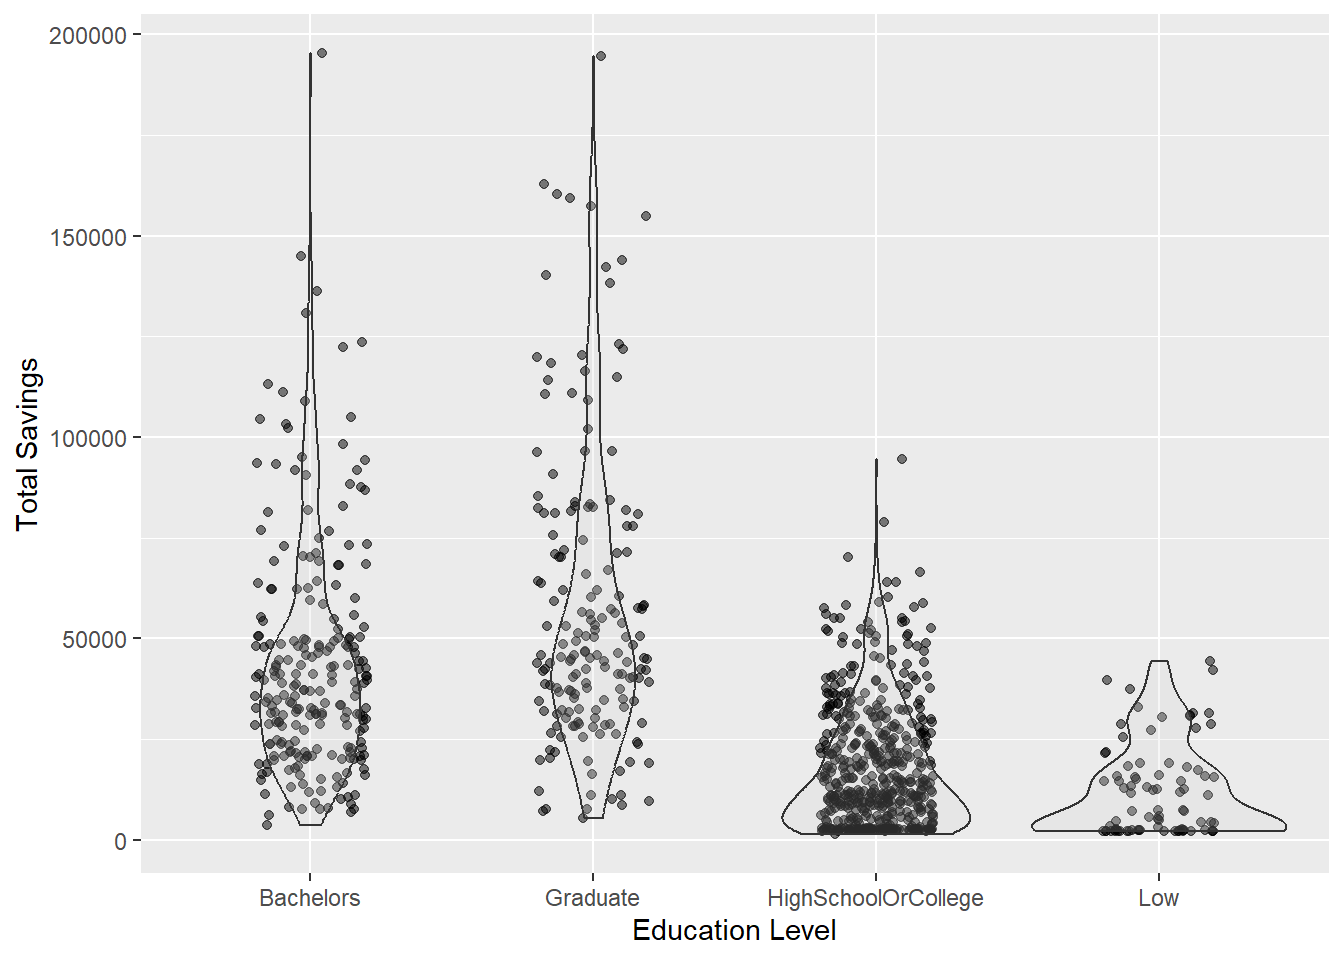 200000
150000
100000
50000
0
Total Savings
Bachelors
Graduate
HighSchoolOrCollege
Low
Education Level